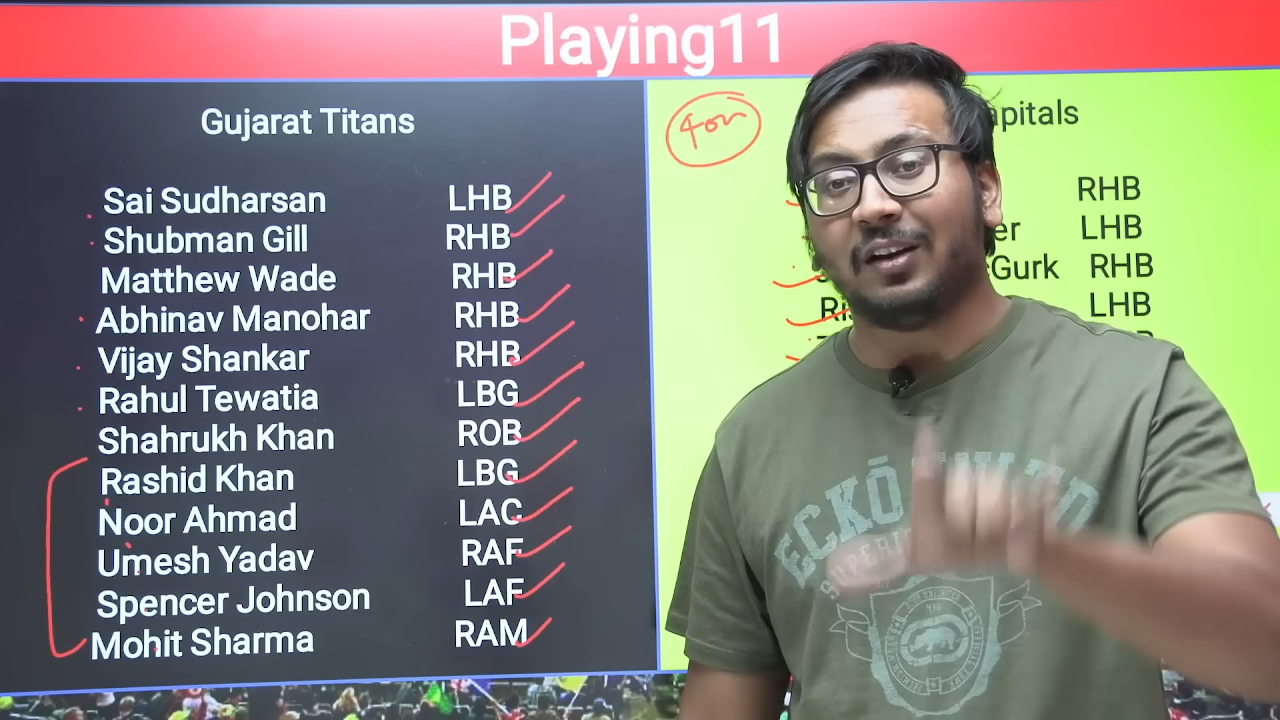 Playing11
Gujarat Titans
Sai Sudharsan LHB
Shubman Gill RHB
Matthew Wade RHB
Abhinav Manohar RHB
Vijay Shankar RHB
Rahul Tewatia LBG
Shahrukh Khan ROB
Rashid Khan LBG
Noor Ahmad LAC
Umesh Yadav RAF
Spencer Johnson LAF
Mohit Sharma RAM
apitals
RHB
er LHB
Gurk RHB
Ri LHB
ECKŌ